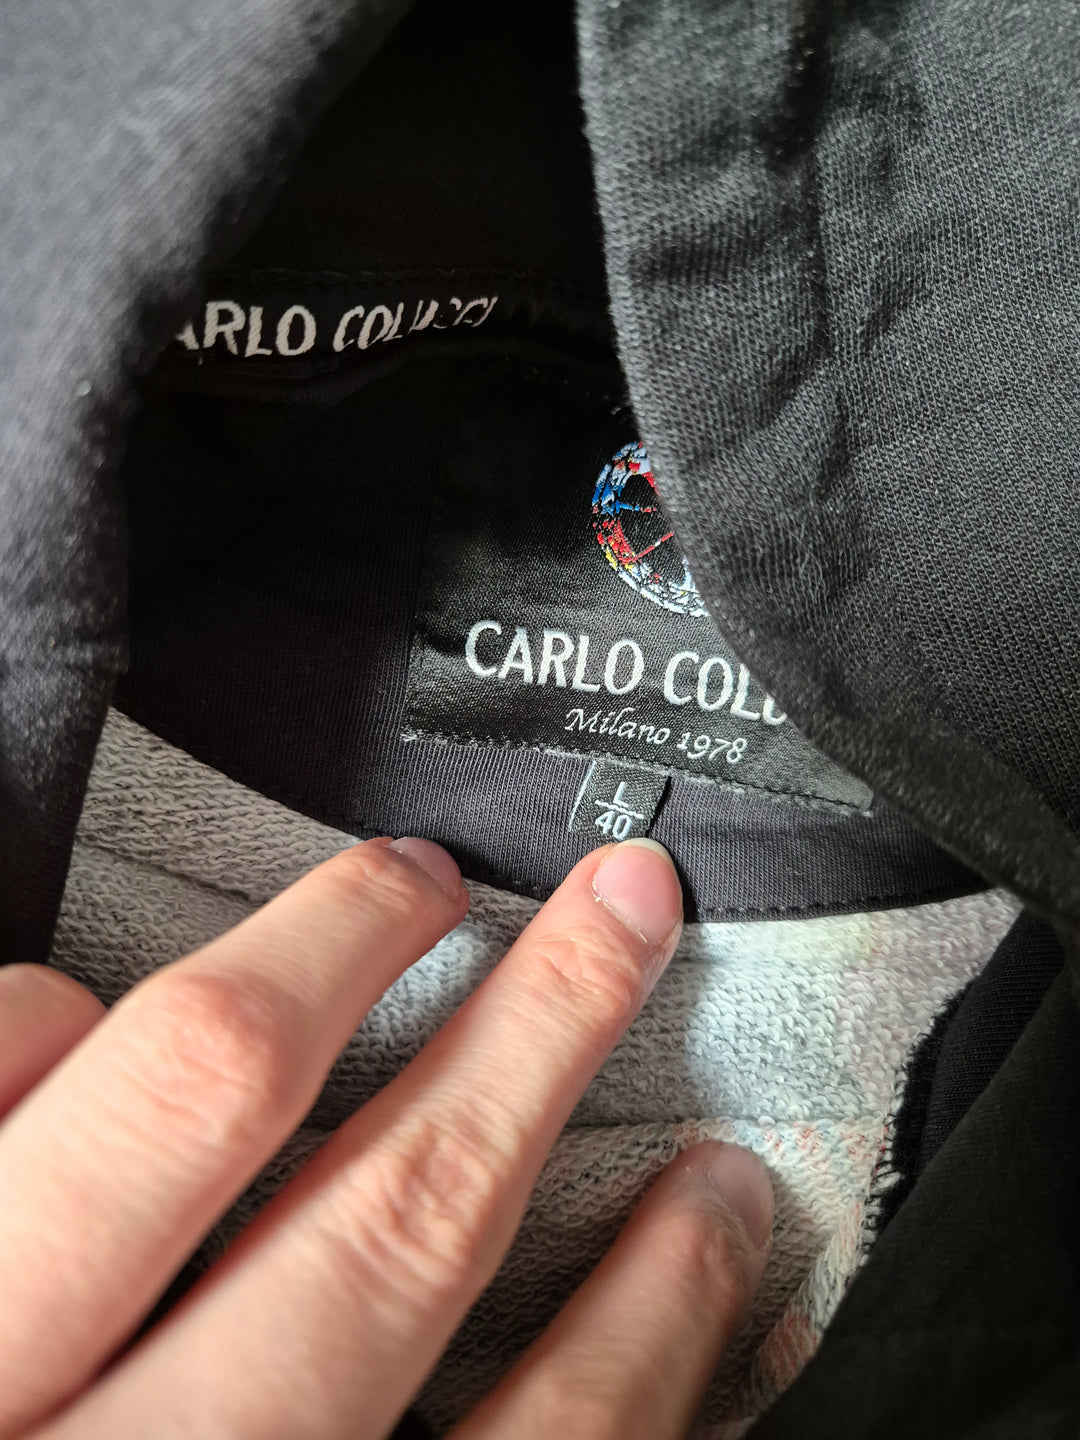 ARLO COLUCCI
CARLO COLU
Milano 1978
L
40